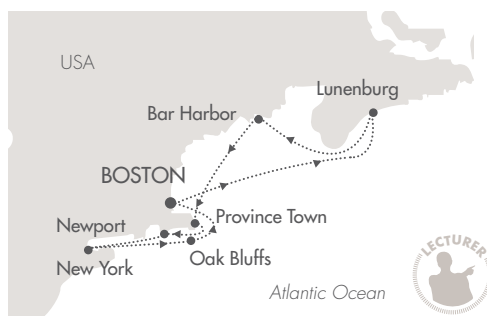 USA
Lunenburg
Bar Harbor
BOSTON
Newport
Province Town
Oak Bluffs
New York
Atlantic Ocean
LECTURER